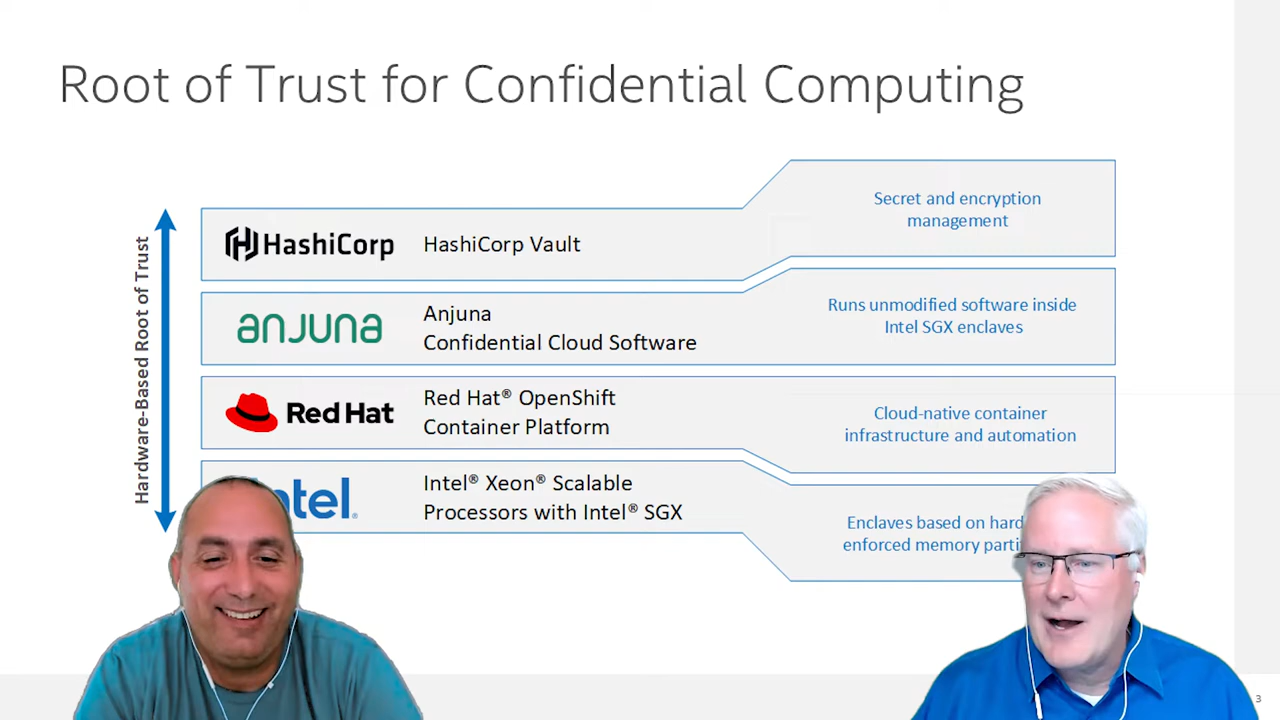 Root of Trust for Confidential Computing
Hardware-Based Root of Trust
HashiCorp
HashiCorp Vault
Secret and encryption
management
anjuna
Anjuna
Confidential Cloud Software
Runs unmodified software inside
Intel SGX enclaves
Red Hat
Red Hat® OpenShift
Container Platform
Cloud-native container
infrastructure and automation
intel®
Intel® Xeon® Scalable
Processors with Intel® SGX
Enclaves based on
enforced memory
3